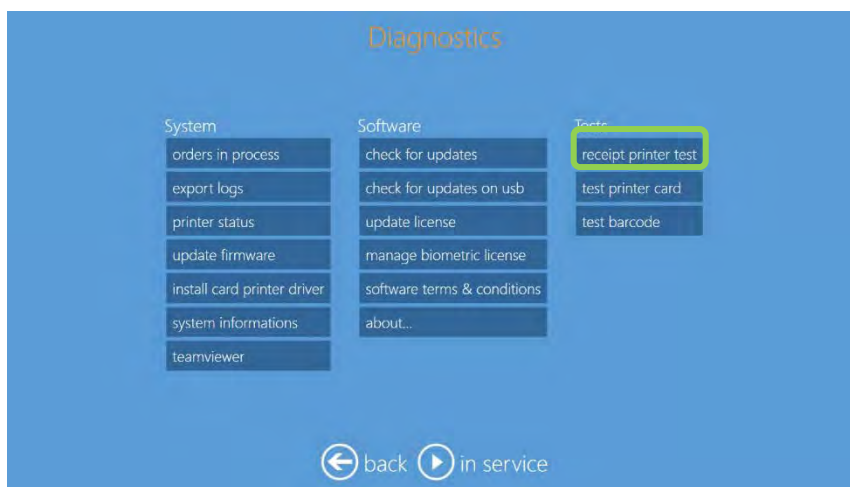 Diagnostics
System
orders in process
export logs
printer status
update firmware
install card printer driver
system informations
teamviewer
Software
check for updates
check for updates on usb
update license
manage biometric license
software terms & conditions
about...
Tests
receipt printer test
test printer card
test barcode
back in service